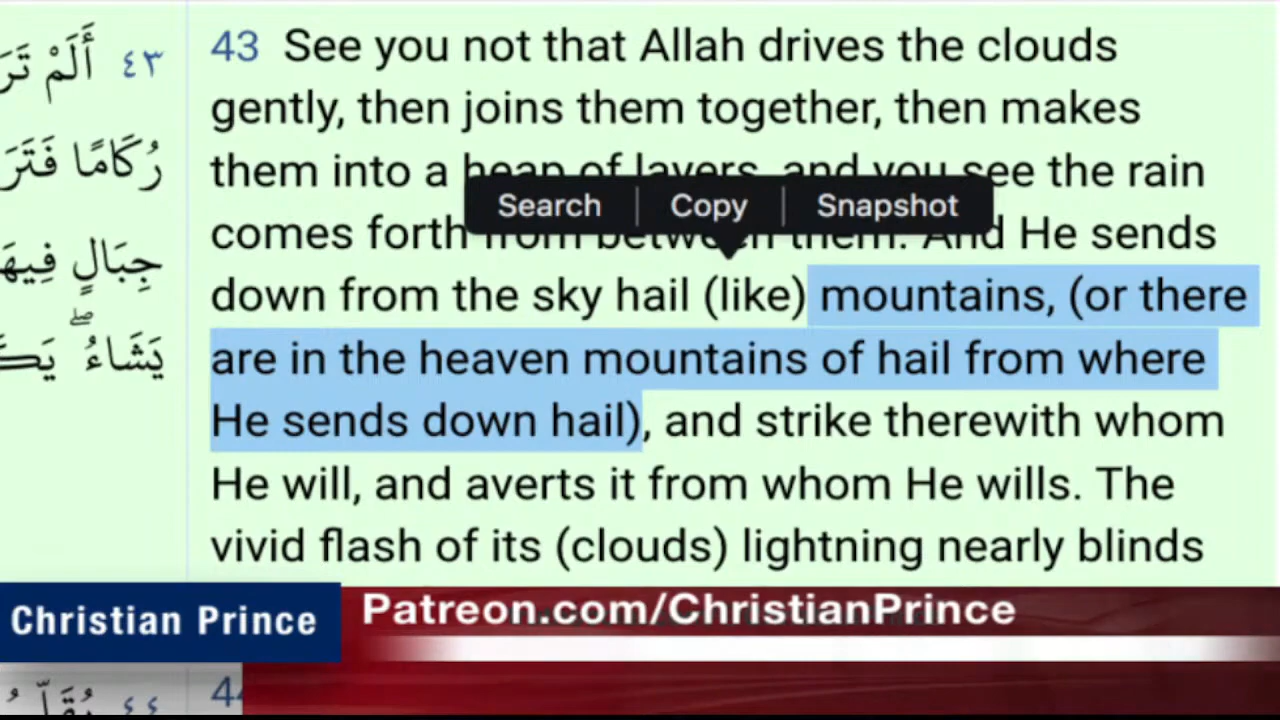 ٤٣ أَلَمْ تَرَ
رُكَامًا فَتَرَ
جِبَالٍ فِيهَ
يَشَاءُ ۖ يَكَ
43 See you not that Allah drives the clouds
gently, then joins them together, then makes
them into a heap of layers, and you see the rain
comes forth from between them. And He sends
down from the sky hail (like) mountains, (or there
are in the heaven mountains of hail from where
He sends down hail), and strike therewith whom
He will, and averts it from whom He wills. The
vivid flash of its (clouds) lightning nearly blinds
Search Copy Snapshot
Christian Prince
Patreon.com/ChristianPrince
٤٤